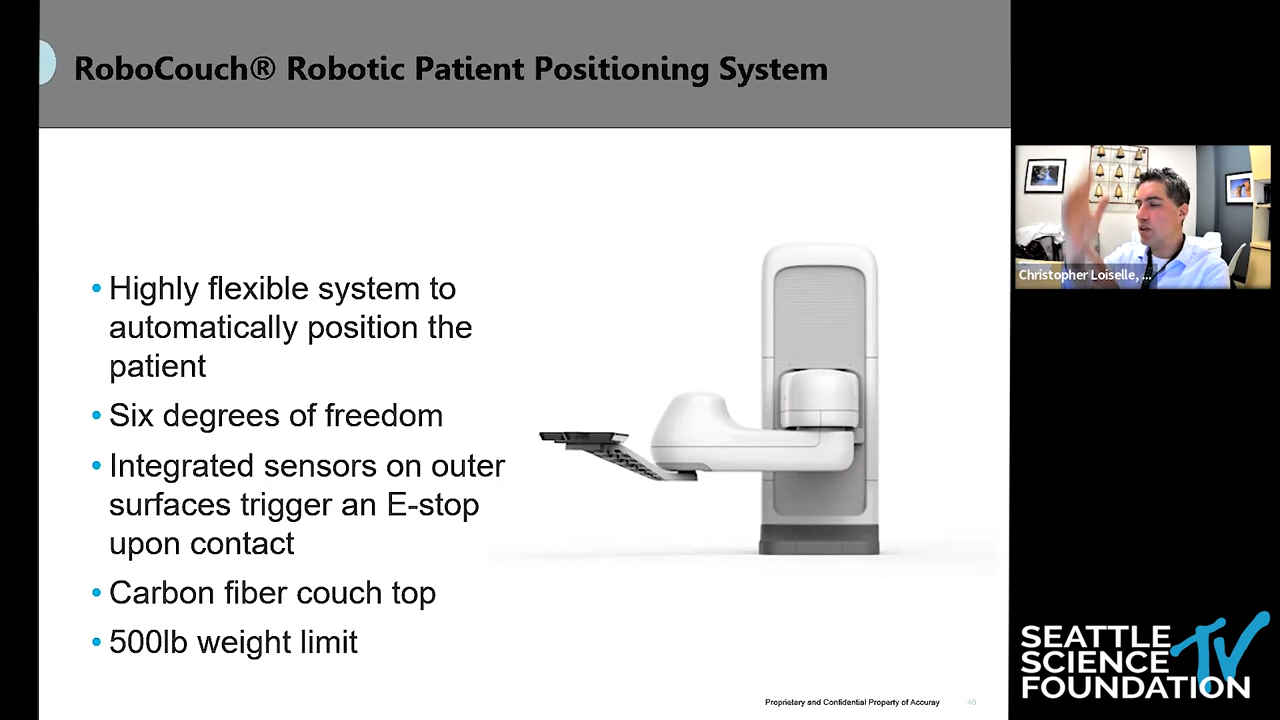 RoboCouch® Robotic Patient Positioning System
• Highly flexible system to
automatically position the
patient
• Six degrees of freedom
• Integrated sensors on outer
surfaces trigger an E-stop
upon contact
• Carbon fiber couch top
• 500lb weight limit
Proprietary and Confidential Property of Accuray
46
Christopher Loiselle, ...
SEATTLE
SCIENCE
FOUNDATION
TV